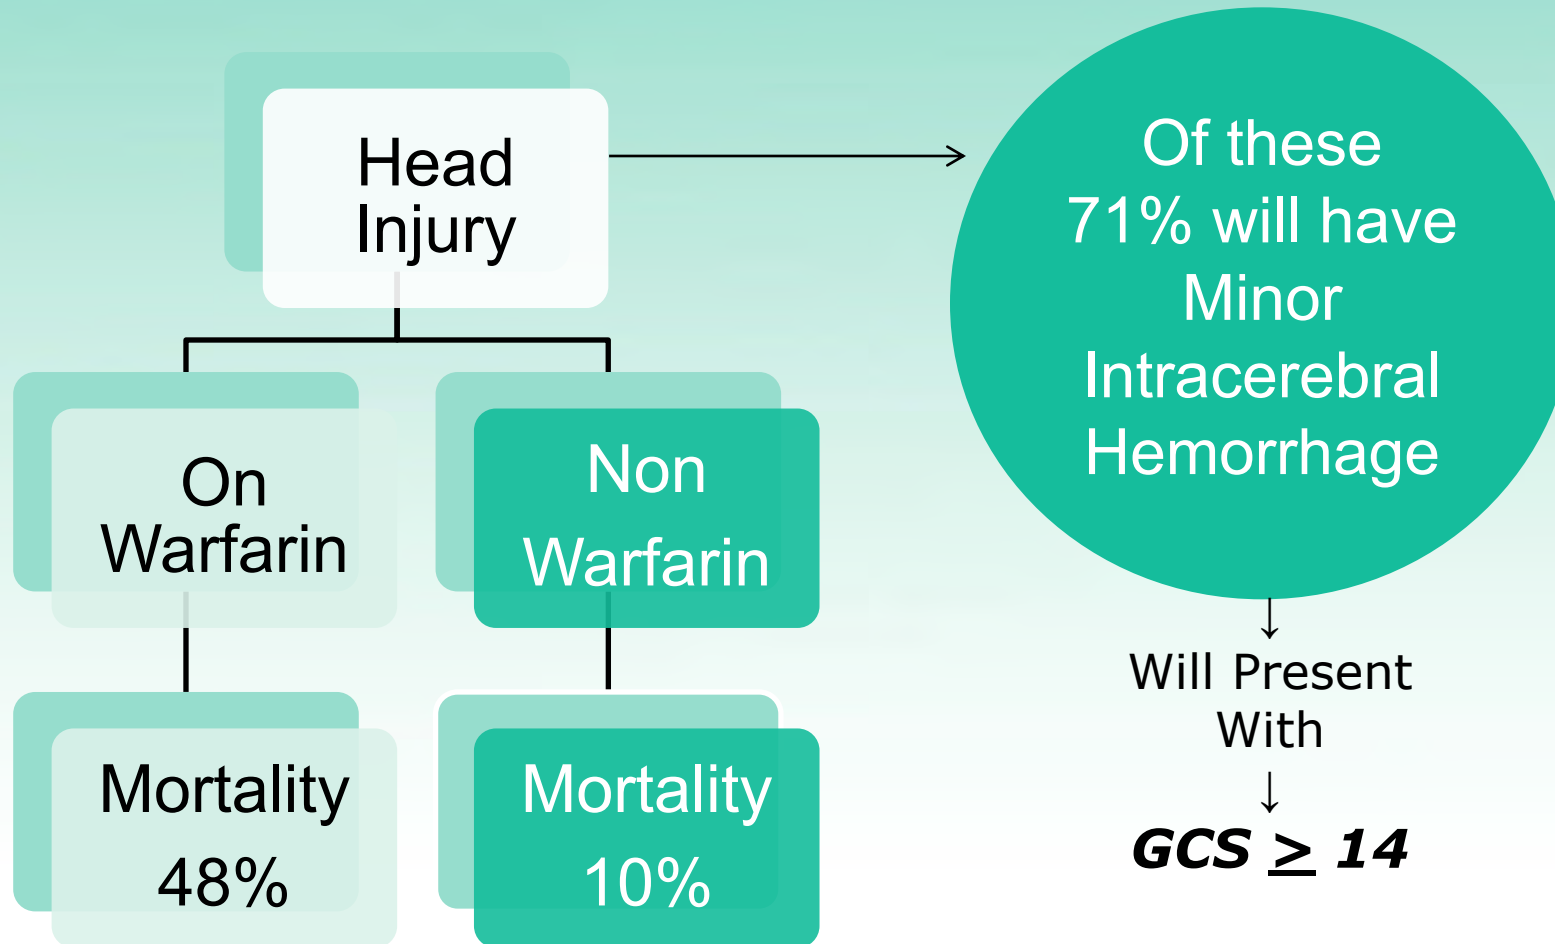 Head
Injury
On
Warfarin
Mortality
48%
Non
Warfarin
Mortality
10%
Of these
71% will have
Minor
Intracerebral
Hemorrhage
↓
Will Present
With
↓
GCS ≥ 14